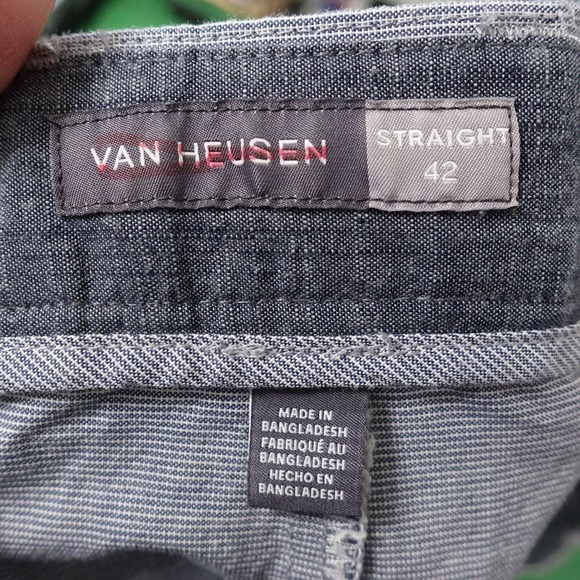 VAN HEUSEN
STRAIGHT
42
MADE IN
BANGLADESH
FABRIQUÉ AU
BANGLADESH
HECHO EN
BANGLADESH